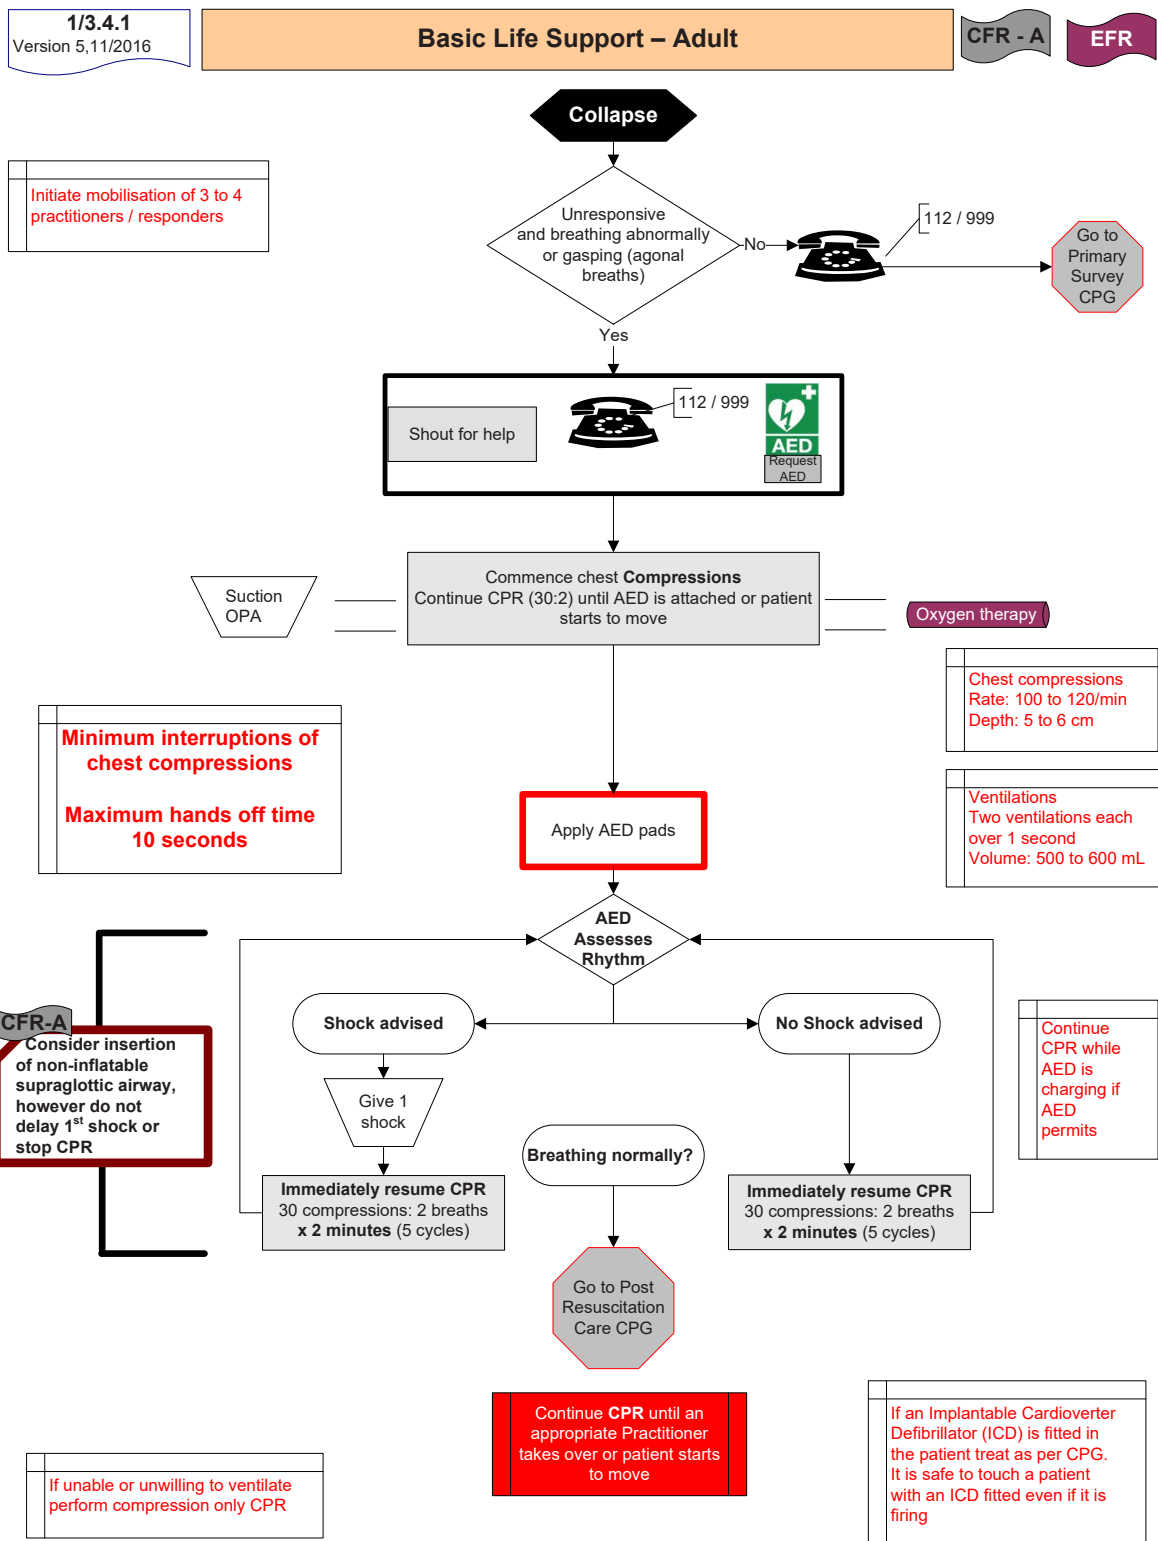 1/3.4.1
Version 5,11/2016
Basic Life Support – Adult
CFR - A
EFR
Collapse
Initiate mobilisation of 3 to 4
practitioners / responders
Unresponsive
and breathing abnormally
or gasping (agonal
breaths)
No
112 / 999
Go to
Primary
Survey
CPG
Yes
Shout for help
112 / 999
AED
Request
AED
Suction
OPA
Commence chest Compressions
Continue CPR (30:2) until AED is attached or patient
starts to move
Oxygen therapy
Chest compressions
Rate: 100 to 120/min
Depth: 5 to 6 cm
Minimum interruptions of
chest compressions
Maximum hands off time
10 seconds
Ventilations
Two ventilations each
over 1 second
Volume: 500 to 600 mL
Apply AED pads
AED
Assesses
Rhythm
CFR-A
Consider insertion
of non-inflatable
supraglottic airway,
however do not
delay 1st shock or
stop CPR
Shock advised
No Shock advised
Give 1
shock
Continue
CPR while
AED is
charging if
AED
permits
Breathing normally?
Immediately resume CPR
30 compressions: 2 breaths
x 2 minutes (5 cycles)
Immediately resume CPR
30 compressions: 2 breaths
x 2 minutes (5 cycles)
Go to Post
Resuscitation
Care CPG
Continue CPR until an
appropriate Practitioner
takes over or patient starts
to move
If an Implantable Cardioverter
Defibrillator (ICD) is fitted in
the patient treat as per CPG.
It is safe to touch a patient
with an ICD fitted even if it is
firing
If unable or unwilling to ventilate
perform compression only CPR